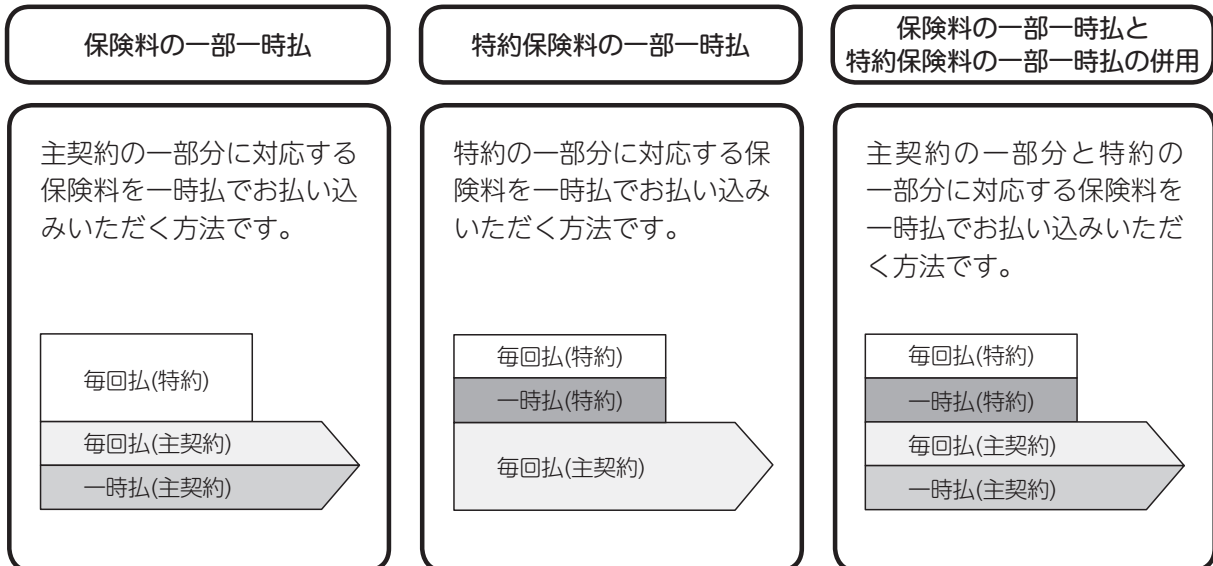 保険料の一部一時払
主契約の一部分に対応する
保険料を一時払でお払い込
みいただく方法です。
毎回払(特約)
毎回払(主契約)
一時払(主契約)
特約保険料の一部一時払
特約の一部分に対応する保
険料を一時払でお払い込み
いただく方法です。
毎回払(特約)
一時払(特約)
毎回払(主契約)
保険料の一部一時払と
特約保険料の一部一時払の併用
主契約の一部分と特約の
一部分に対応する保険料を
一時払でお払い込みいただ
く方法です。
毎回払(特約)
一時払(特約)
毎回払(主契約)
一時払(主契約)